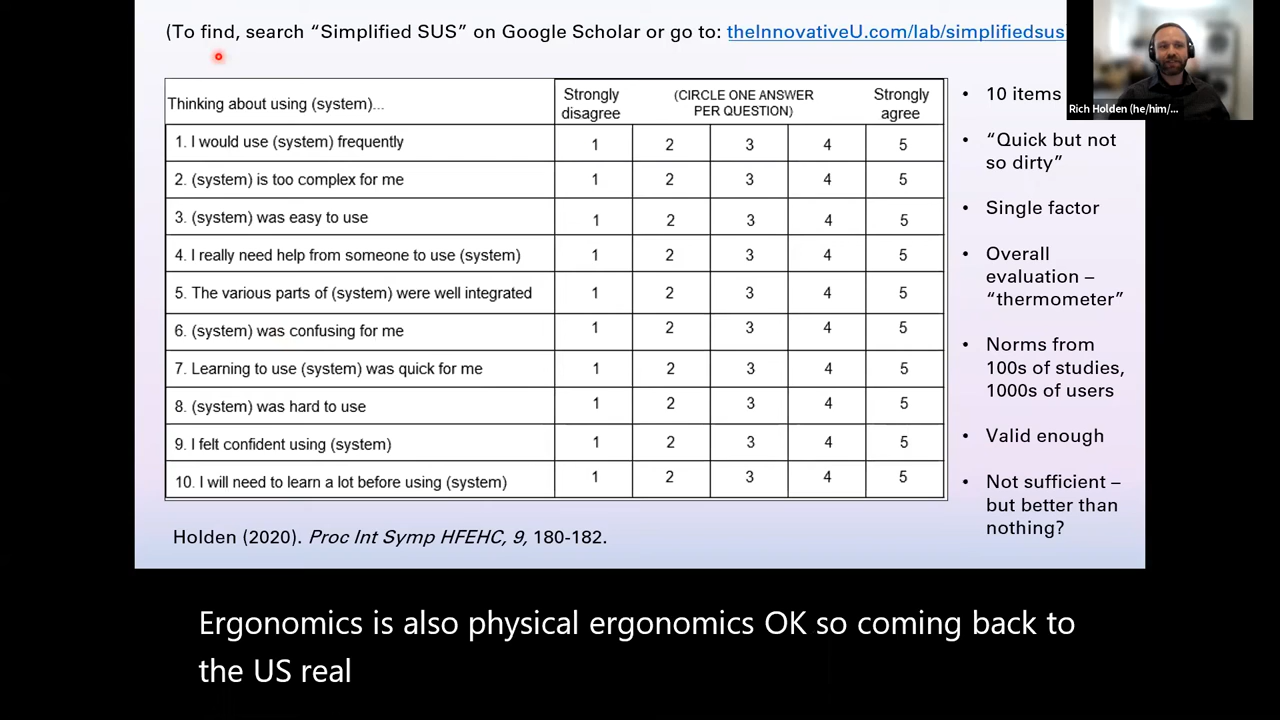 (To find, search “Simplified SUS” on Google Scholar or go to: theInnovativeU.com/lab/simplifiedsus
Rich Holden (he/him/...
Thinking about using (system)...
Strongly disagree
(CIRCLE ONE ANSWER PER QUESTION)
Strongly agree
1. I would use (system) frequently 1 2 3 4 5
2. (system) is too complex for me 1 2 3 4 5
3. (system) was easy to use 1 2 3 4 5
4. I really need help from someone to use (system) 1 2 3 4 5
5. The various parts of (system) were well integrated 1 2 3 4 5
6. (system) was confusing for me 1 2 3 4 5
7. Learning to use (system) was quick for me 1 2 3 4 5
8. (system) was hard to use 1 2 3 4 5
9. I felt confident using (system) 1 2 3 4 5
10. I will need to learn a lot before using (system) 1 2 3 4 5
• 10 items
• “Quick but not
so dirty”
• Single factor
• Overall
evaluation –
“thermometer”
• Norms from
100s of studies,
1000s of users
• Valid enough
• Not sufficient –
but better than
nothing?
Holden (2020). Proc Int Symp HFEHC, 9, 180-182.
Ergonomics is also physical ergonomics OK so coming back to
the US real